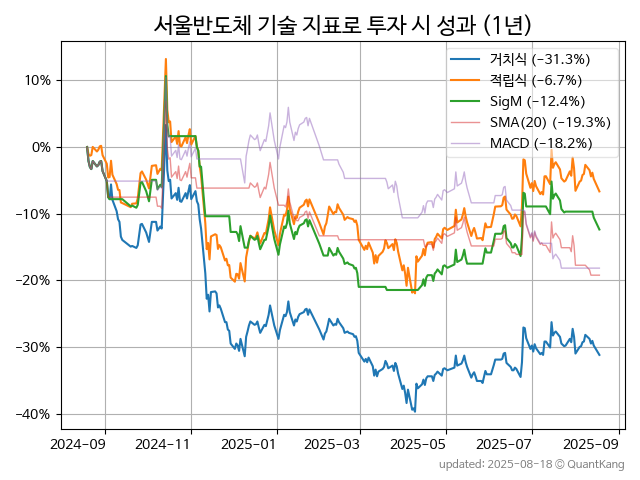 서울반도체 기술 지표로 투자 시 성과 (1년)
거치식 (−31.3%)
적립식 (−6.7%)
SigM (−12.4%)
SMA(20) (−19.3%)
MACD (−18.2%)
10%
0%
−10%
−20%
−30%
−40%
2024-09 2024-11 2025-01 2025-03 2025-05 2025-07 2025-09
updated: 2025-08-18 © QuantKang